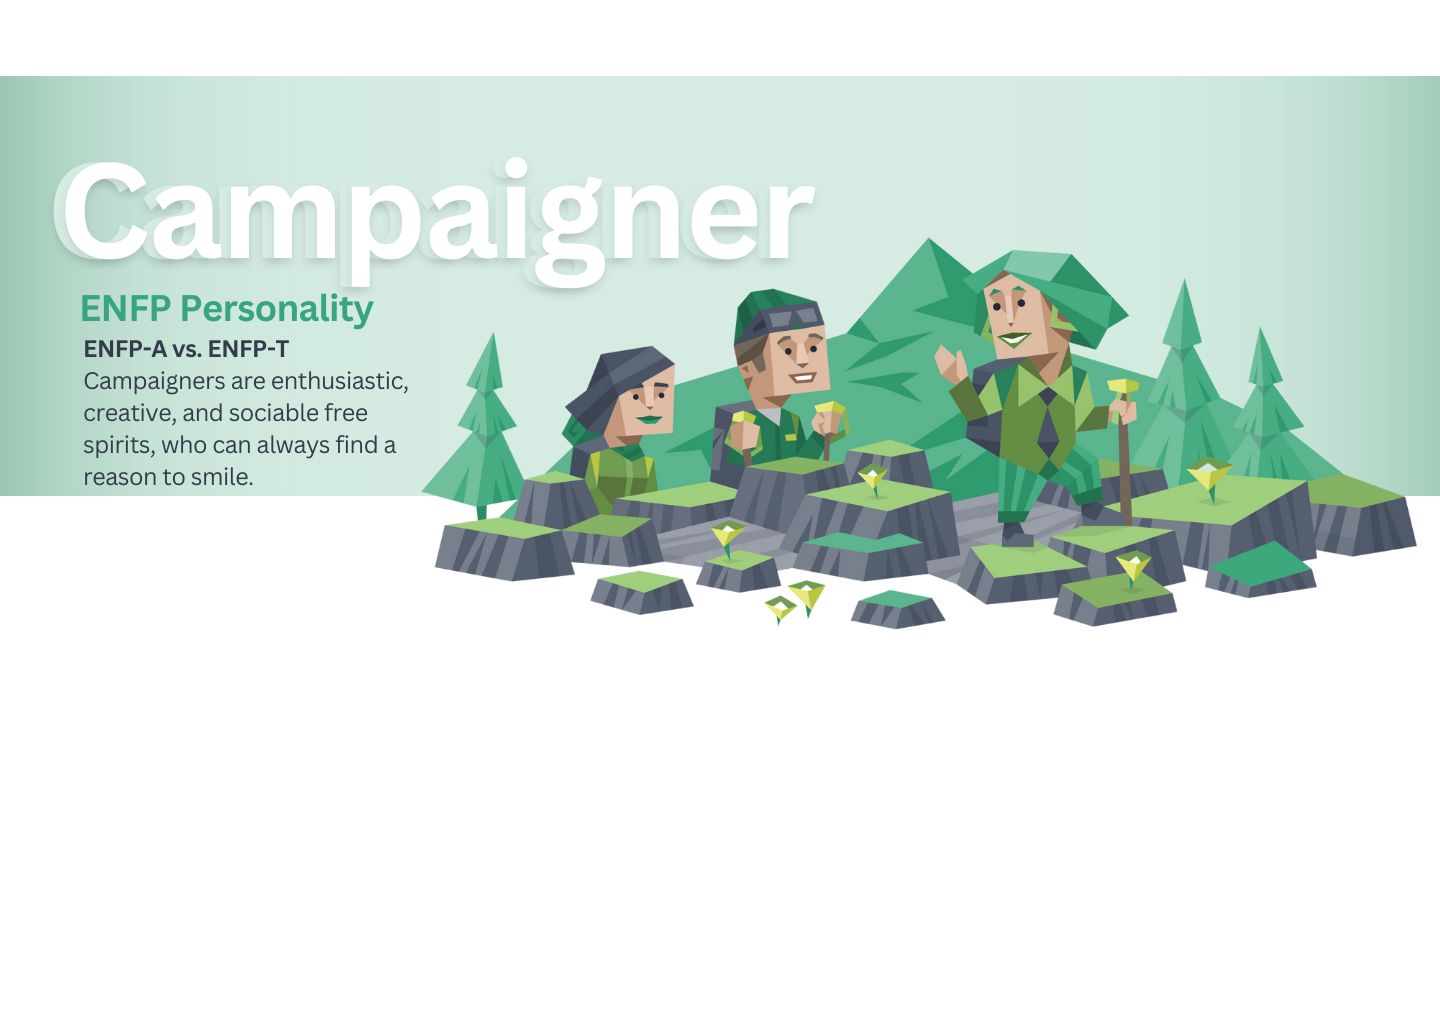 Campaigner
ENFP Personality
ENFP-A vs. ENFP-T
Campaigners are enthusiastic,
creative, and sociable free
spirits, who can always find a
reason to smile.